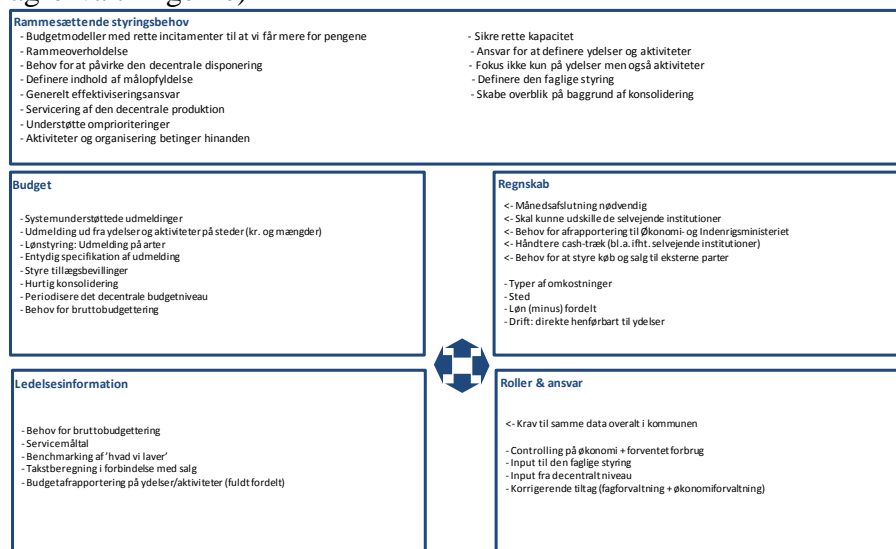 Rammesættende styringsbehov
- Budgetmodeller med rette incitamenter til at vi får mere for pengene
- Rammeoverholdelse
- Behov for at påvirke den decentrale disponering
- Definere indhold af målopfyldelse
- Generelt effektiviseringsansvar
- Servicering af den decentrale produktion
- Understøtte omprioriteringer
- Aktiviteter og organisering betinger hinanden
- Sikre rette kapacitet
- Ansvar for at definere ydelser og aktiviteter
- Fokus ikke kun på ydelser men også aktiviteter
- Definere den faglige styring
- Skabe overblik på baggrund af konsolidering
Budget
- Systemunderstøttede udmeldinger
- Udmelding ud fra ydelser og aktiviteter på steder (kr. og mængder)
- Lønstyring: Udmelding på arter
- Entydig specifikation af udmelding
- Styre tillægsbevillinger
- Hurtig konsolidering
- Periodisere det decentrale budgetniveau
- Behov for bruttobudgettering
Regnskab
<- Månedsafslutning nødvendig
<- Skal kunne udskille de selvejende institutioner
<- Behov for afrapportering til Økonomi- og Indenrigsministeriet
<- Håndtere cash-træk (bl.a. ifht. selvejende institutioner)
<- Behov for at styre køb og salg til eksterne parter
- Typer af omkostninger
- Sted
- Løn (minus) fordelt
- Drift: direkte henførbart til ydelser
Ledelsesinformation
- Behov for bruttobudgettering
- Servicemåltal
- Benchmarking af 'hvad vi laver'
- Takstberegning i forbindelse med salg
- Budgetafrapportering på ydelser/aktiviteter (fuldt fordelt)
Roller & ansvar
<- Krav til samme data overalt i kommunen
- Controlling på økonomi + forventet forbrug
- Input til den faglige styring
- Input fra decentralt niveau
- Korrigerende tiltag (fagforvaltning + økonomiforvaltning)